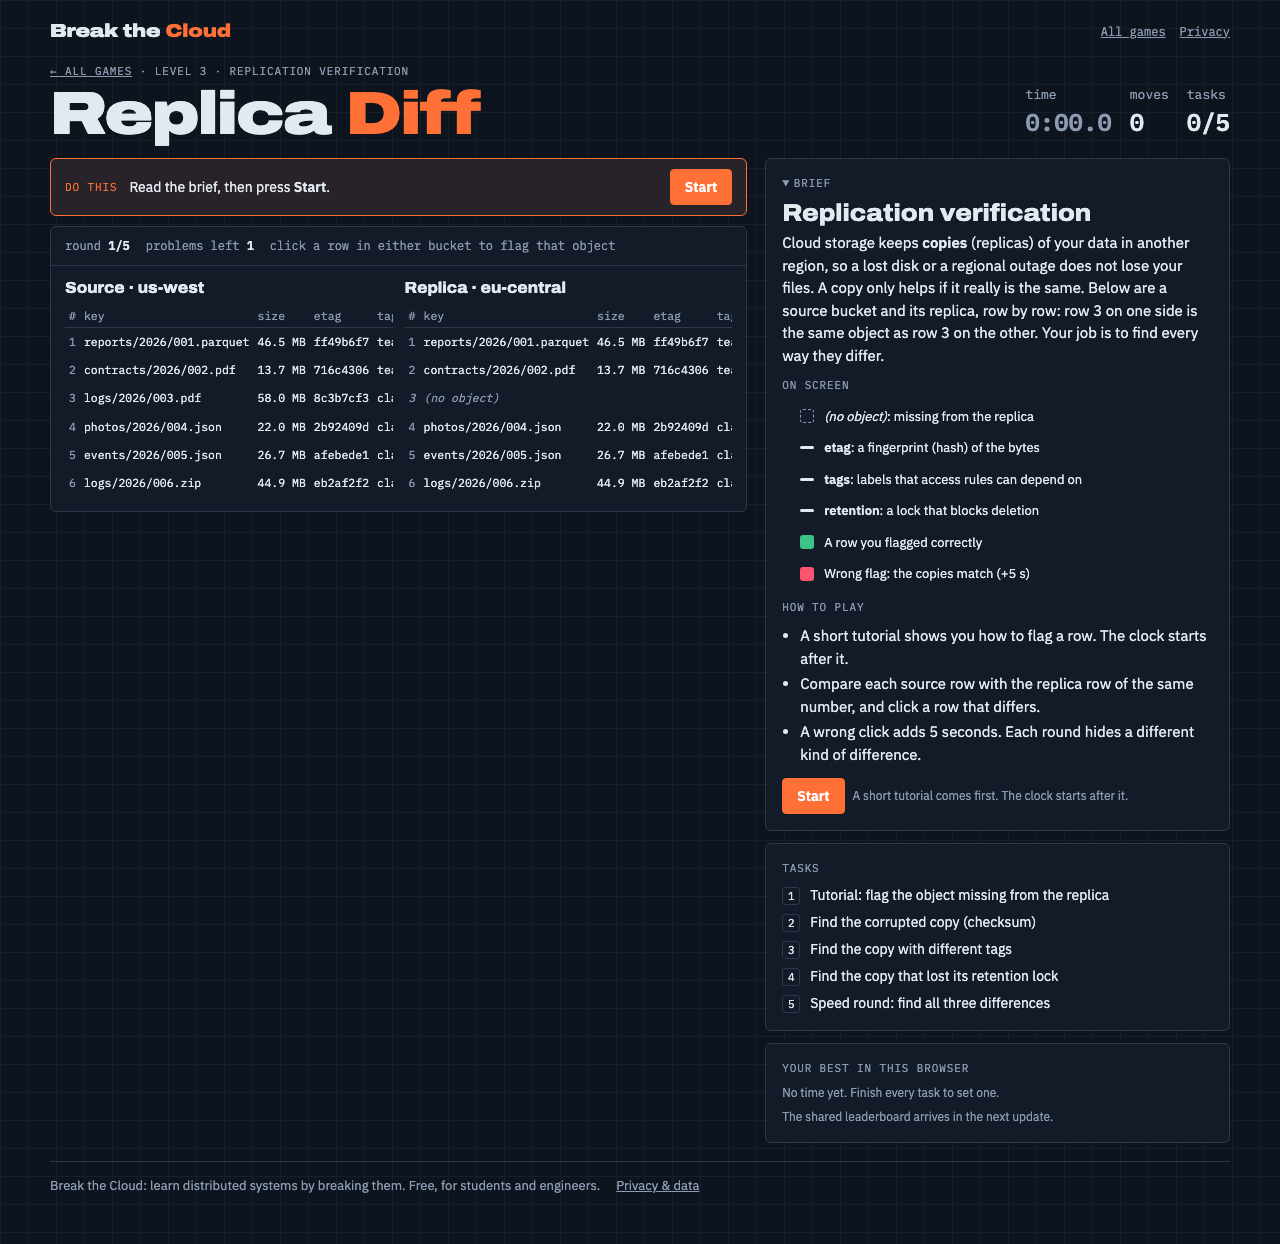 Break the Cloud
All games Privacy
← ALL GAMES · LEVEL 3 · REPLICATION VERIFICATION
Replica Diff
time moves tasks
0:00.0 0 0/5
DO THIS Read the brief, then press Start.
Start
round 1/5 problems left 1 click a row in either bucket to flag that object
Source · us-west
# key size etag
1 reports/2026/001.parquet 46.5 MB ff49b6f7
2 contracts/2026/002.pdf 13.7 MB 716c4306
3 logs/2026/003.pdf 58.0 MB 8c3b7cf3
4 photos/2026/004.json 22.0 MB 2b92409d
5 events/2026/005.json 26.7 MB afebede1
6 logs/2026/006.zip 44.9 MB eb2af2f2
Replica · eu-central
# key size etag
1 reports/2026/001.parquet 46.5 MB ff49b6f7
2 contracts/2026/002.pdf 13.7 MB 716c4306
3 (no object)
4 photos/2026/004.json 22.0 MB 2b92409d
5 events/2026/005.json 26.7 MB afebede1
6 logs/2026/006.zip 44.9 MB eb2af2f2
▼ BRIEF
Replication verification
Cloud storage keeps copies (replicas) of your data in another
region, so a lost disk or a regional outage does not lose your
files. A copy only helps if it really is the same. Below are a
source bucket and its replica, row by row: row 3 on one side is
the same object as row 3 on the other. Your job is to find every
way they differ.
ON SCREEN
(no object): missing from the replica
etag: a fingerprint (hash) of the bytes
tags: labels that access rules can depend on
retention: a lock that blocks deletion
A row you flagged correctly
Wrong flag: the copies match (+5 s)
HOW TO PLAY
• A short tutorial shows you how to flag a row. The clock starts
after it.
• Compare each source row with the replica row of the same
number, and click a row that differs.
• A wrong click adds 5 seconds. Each round hides a different
kind of difference.
Start A short tutorial comes first. The clock starts after it.
TASKS
1 Tutorial: flag the object missing from the replica
2 Find the corrupted copy (checksum)
3 Find the copy with different tags
4 Find the copy that lost its retention lock
5 Speed round: find all three differences
YOUR BEST IN THIS BROWSER
No time yet. Finish every task to set one.
The shared leaderboard arrives in the next update.
Break the Cloud: learn distributed systems by breaking them. Free, for students and engineers. Privacy & data